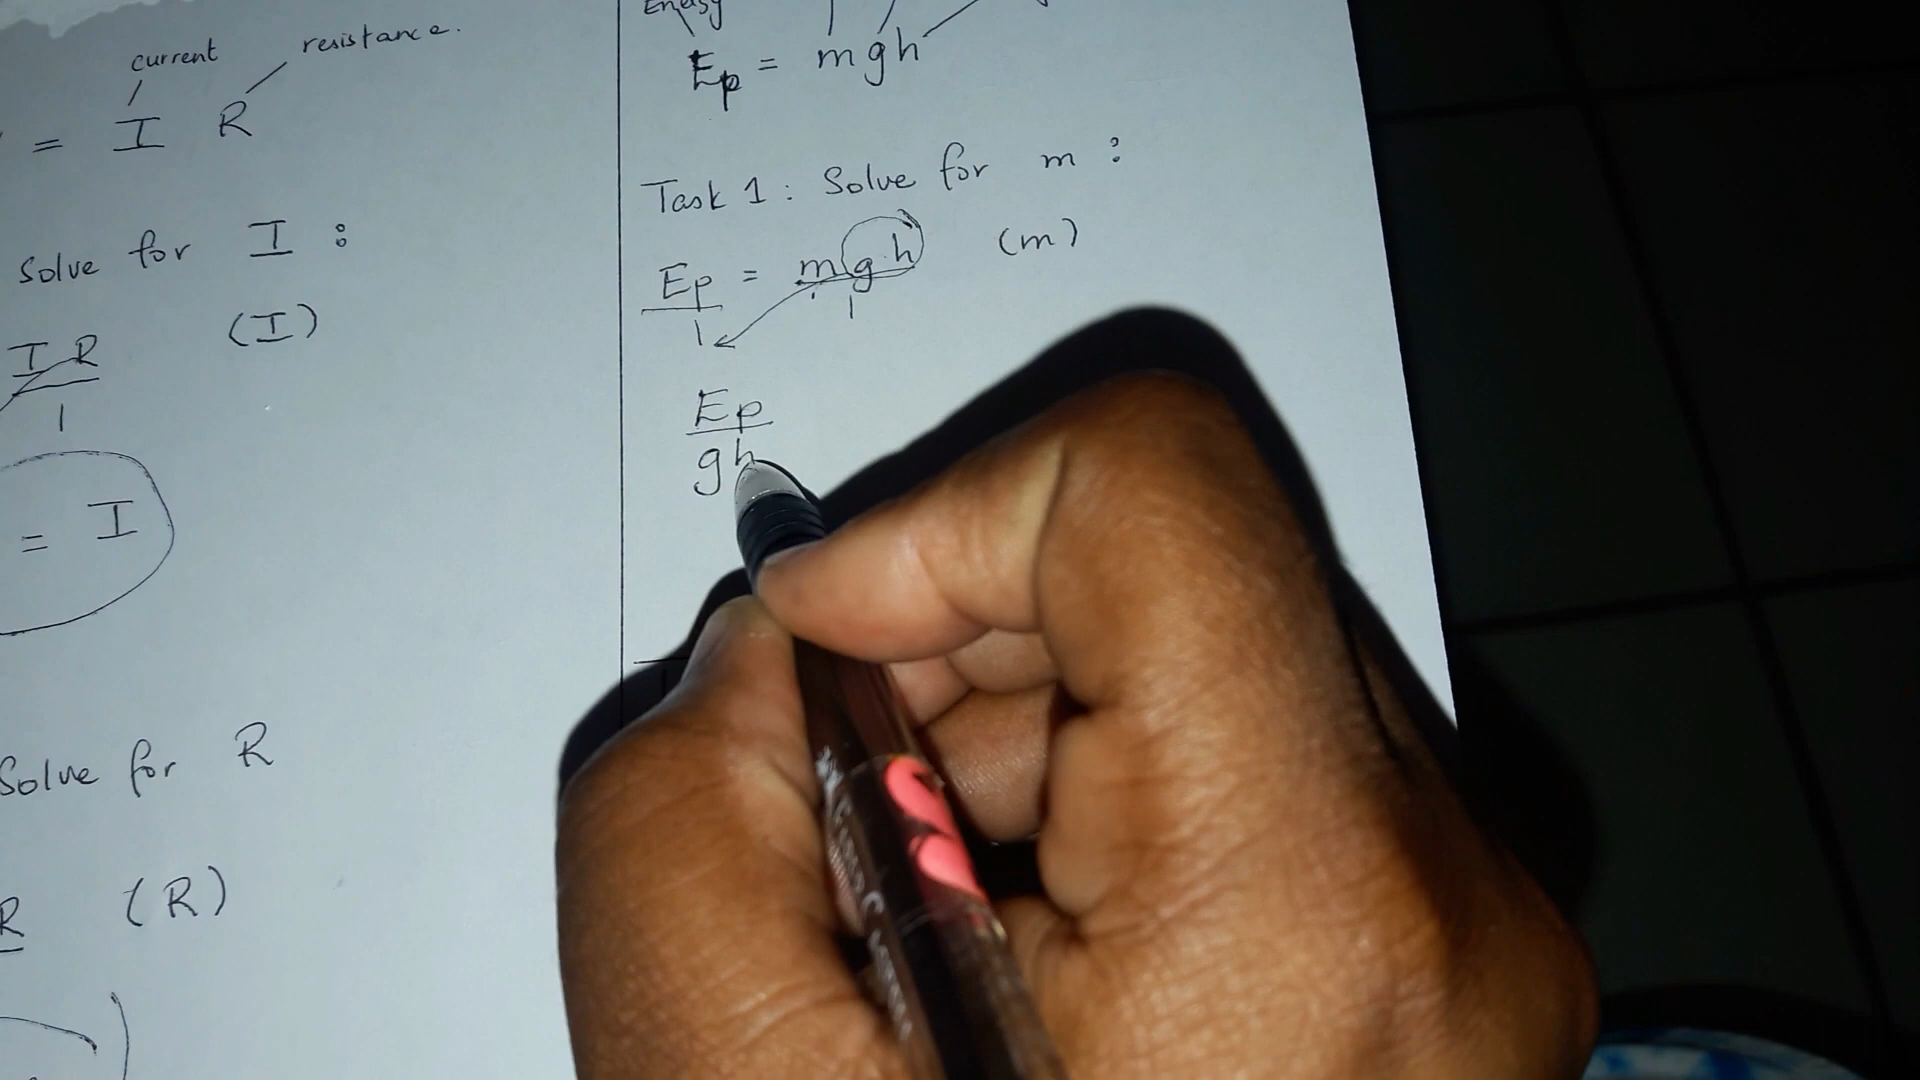 current
resistance.
= I R
Solve for I :
I R (I)
1
= I
Solve for R
R (R)
Energy
Ep = mgh
Task 1 : Solve for m :
Ep = mgh (m)
1 1
Ep
gh